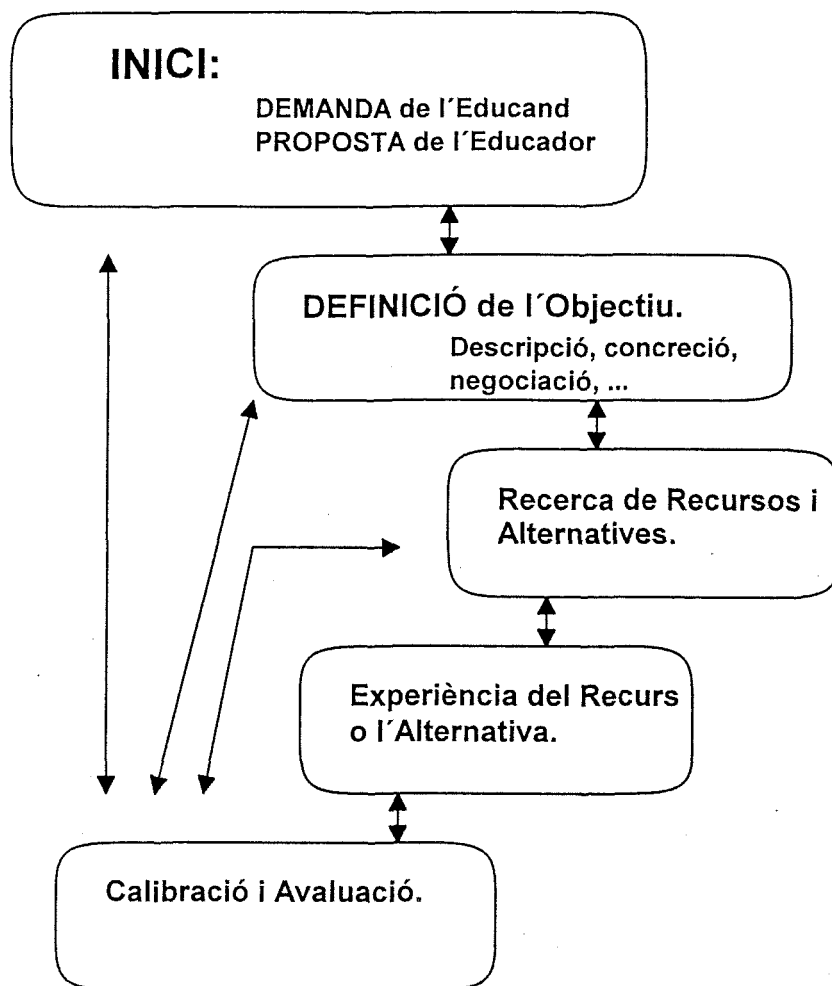 INICI:
DEMANDA de l´Educand
PROPOSTA de l´Educador
DEFINICIÓ de l´Objectiu.
Descripció, concreció,
negociació, ...
Recerca de Recursos i
Alternatives.
Experiència del Recurs
o l´Alternativa.
Calibració i Avaluació.